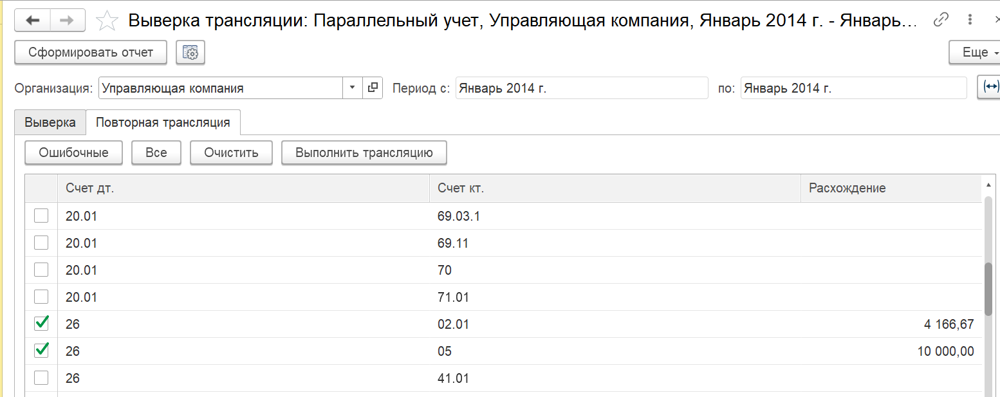 Выверка трансляции: Параллельный учет, Управляющая компания, Январь 2014 г. - Январь...
Сформировать отчет Еще
Организация: Управляющая компания Период с: Январь 2014 г. по: Январь 2014 г.
Выверка Повторная трансляция
Ошибочные Все Очистить Выполнить трансляцию
Счет дт. Счет кт. Расхождение
20.01 69.03.1
20.01 69.11
20.01 70
20.01 71.01
26 02.01 4 166,67
26 05 10 000,00
26 41.01